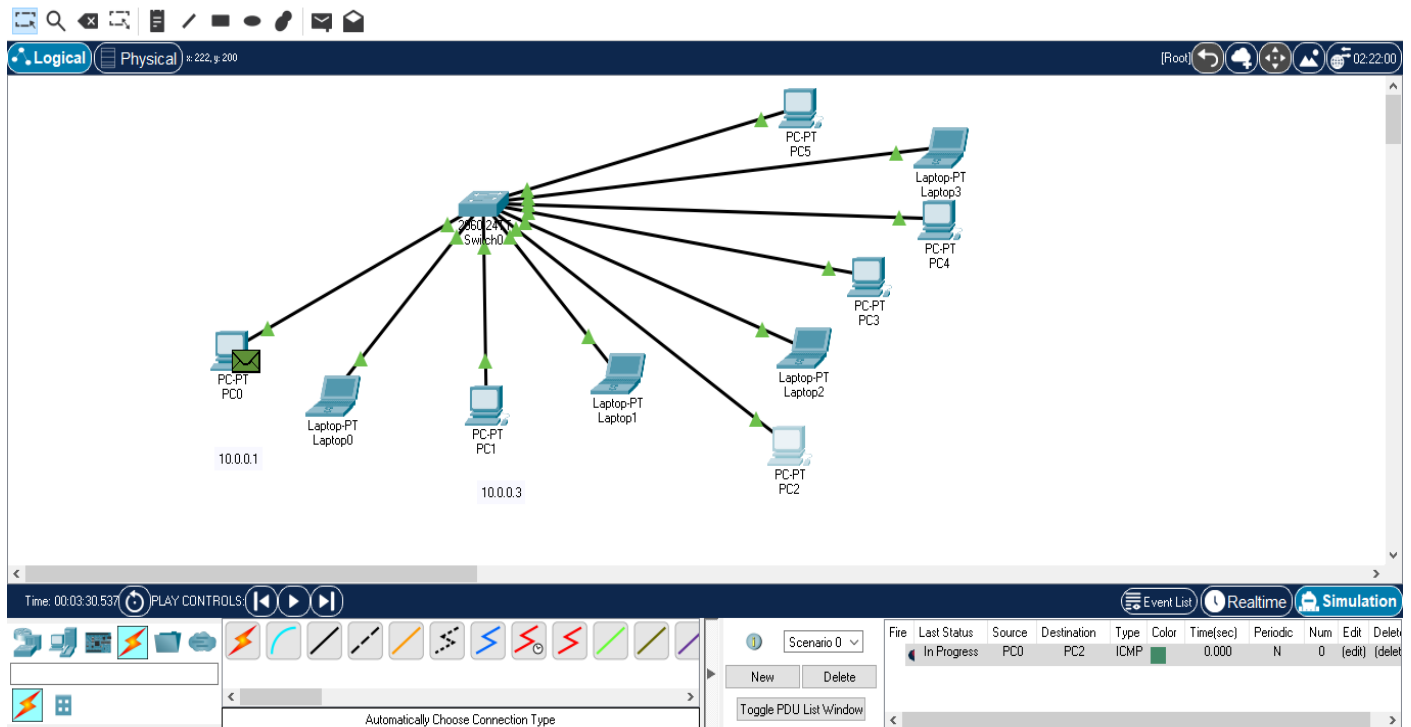 Logical
Physical
x: 222, y: 200
[Root]
02:22:00
PC-PT
PC5
Laptop-PT
Laptop3
PC-PT
PC4
PC-PT
PC3
Laptop-PT
Laptop2
PC-PT
PC2
Laptop-PT
Laptop1
PC-PT
PC1
Laptop-PT
Laptop0
PC-PT
PC0
Switch0
10.0.0.1
10.0.0.3
Time: 00:03:30.537
PLAY CONTROLS:
Event List
Realtime
Simulation
Automatically Choose Connection Type
Scenario 0
New
Delete
Toggle PDU List Window
Fire Last Status Source Destination Type Color Time(sec) Periodic Num Edit Delet
In Progress PC0 PC2 ICMP 0.000 N 0 (edit) (delet